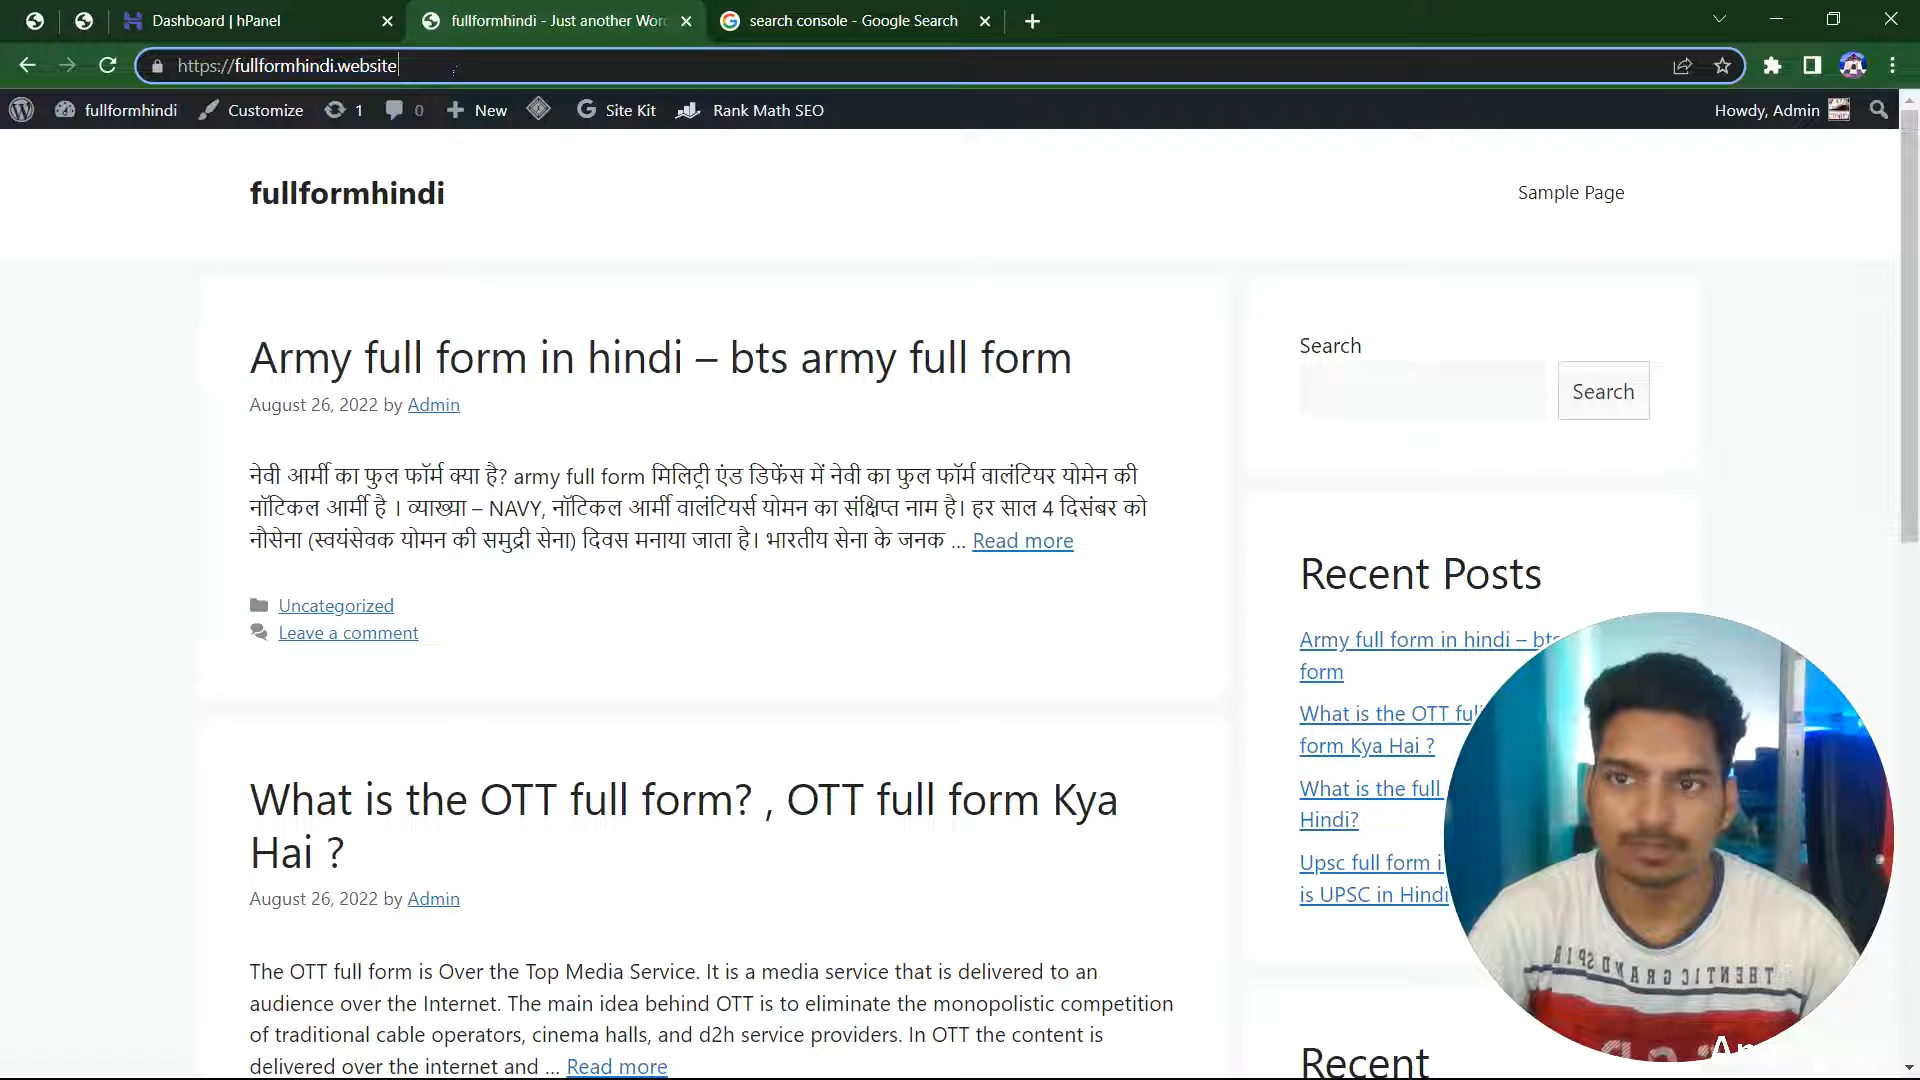 Dashboard | hPanel
fullformhindi - Just another Wor
search console - Google Search
https://fullformhindi.website
fullformhindi
Customize
1
0
New
Site Kit
Rank Math SEO
Howdy, Admin
fullformhindi
Sample Page
Army full form in hindi – bts army full form
August 26, 2022 by Admin
नेवी आर्मी का फुल फॉर्म क्या है? army full form मिलिट्री एंड डिफेंस में नेवी का फुल फॉर्म वालंटियर योमेन की
नॉटिकल आर्मी है । व्याख्या – NAVY, नॉटिकल आर्मी वालंटियर्स योमन का संक्षिप्त नाम है। हर साल 4 दिसंबर को
नौसेना (स्वयंसेवक योमन की समुद्री सेना) दिवस मनाया जाता है। भारतीय सेना के जनक ... Read more
Uncategorized
Leave a comment
What is the OTT full form? , OTT full form Kya
Hai ?
August 26, 2022 by Admin
The OTT full form is Over the Top Media Service. It is a media service that is delivered to an
audience over the Internet. The main idea behind OTT is to eliminate the monopolistic competition
of traditional cable operators, cinema halls, and d2h service providers. In OTT the content is
delivered over the internet and ... Read more
Search
Search
Recent Posts
Army full form in hindi – bts
form
What is the OTT full
form Kya Hai ?
What is the full
Hindi?
Upsc full form i
is UPSC in Hindi
Recent